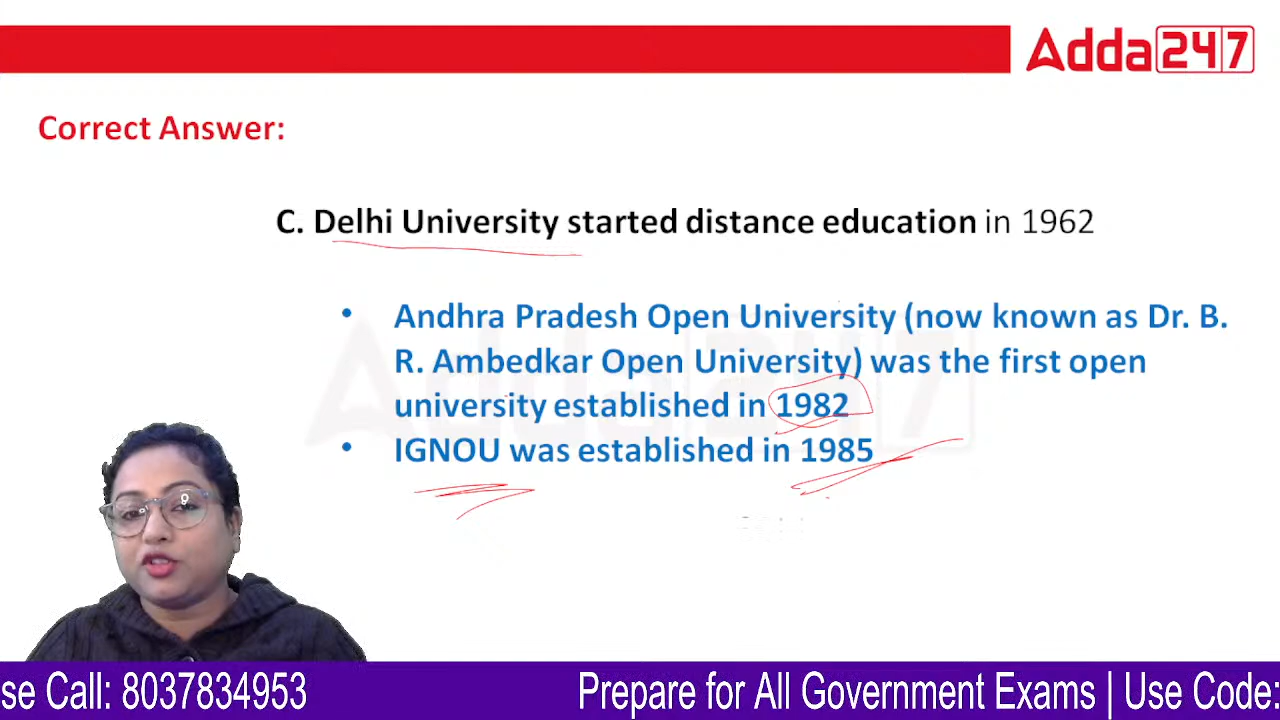 Adda247
Correct Answer:
C. Delhi University started distance education in 1962
• Andhra Pradesh Open University (now known as Dr. B.
R. Ambedkar Open University) was the first open
university established in 1982
• IGNOU was established in 1985
se Call: 8037834953 Prepare for All Government Exams | Use Code: